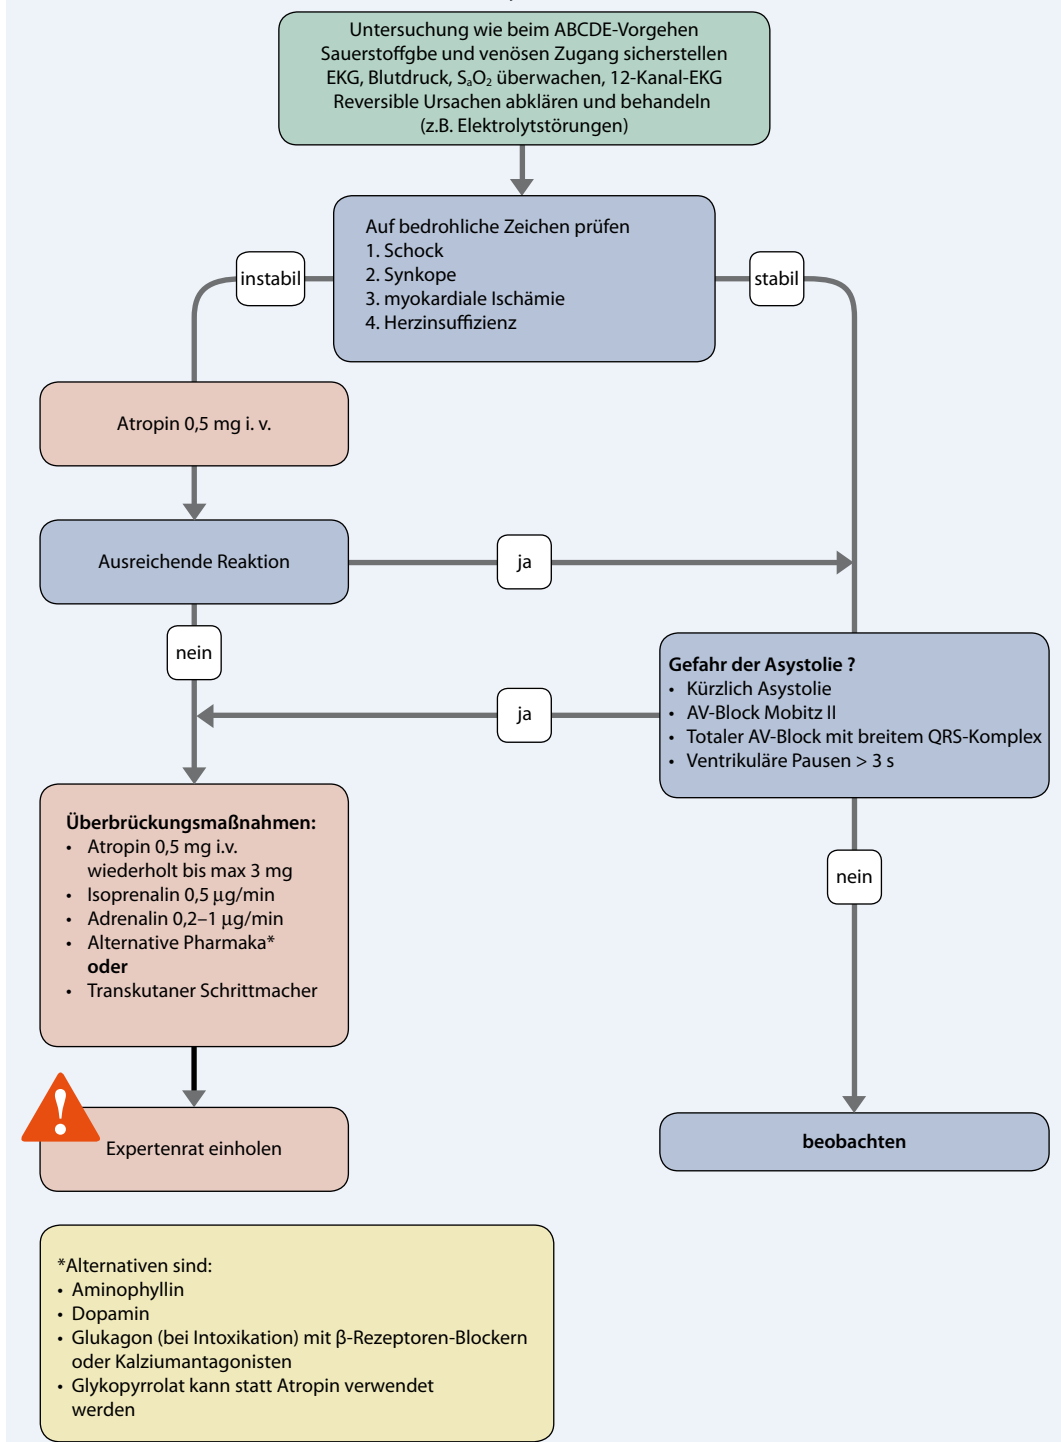 Untersuchung wie beim ABCDE-Vorgehen
Sauerstoffgbe und venösen Zugang sicherstellen
EKG, Blutdruck, SₐO₂ überwachen, 12-Kanal-EKG
Reversible Ursachen abklären und behandeln
(z.B. Elektrolytstörungen)
Auf bedrohliche Zeichen prüfen
1. Schock
2. Synkope
3. myokardiale Ischämie
4. Herzinsuffizienz
instabil
stabil
Atropin 0,5 mg i. v.
Ausreichende Reaktion
ja
nein
Gefahr der Asystolie ?
• Kürzlich Asystolie
• AV-Block Mobitz II
• Totaler AV-Block mit breitem QRS-Komplex
• Ventrikuläre Pausen > 3 s
ja
Überbrückungsmaßnahmen:
• Atropin 0,5 mg i.v.
wiederholt bis max 3 mg
• Isoprenalin 0,5 µg/min
• Adrenalin 0,2–1 µg/min
• Alternative Pharmaka*
oder
• Transkutaner Schrittmacher
nein
!
Expertenrat einholen
beobachten
*Alternativen sind:
• Aminophyllin
• Dopamin
• Glukagon (bei Intoxikation) mit β-Rezeptoren-Blockern
oder Kalziumantagonisten
• Glykopyrrolat kann statt Atropin verwendet
werden